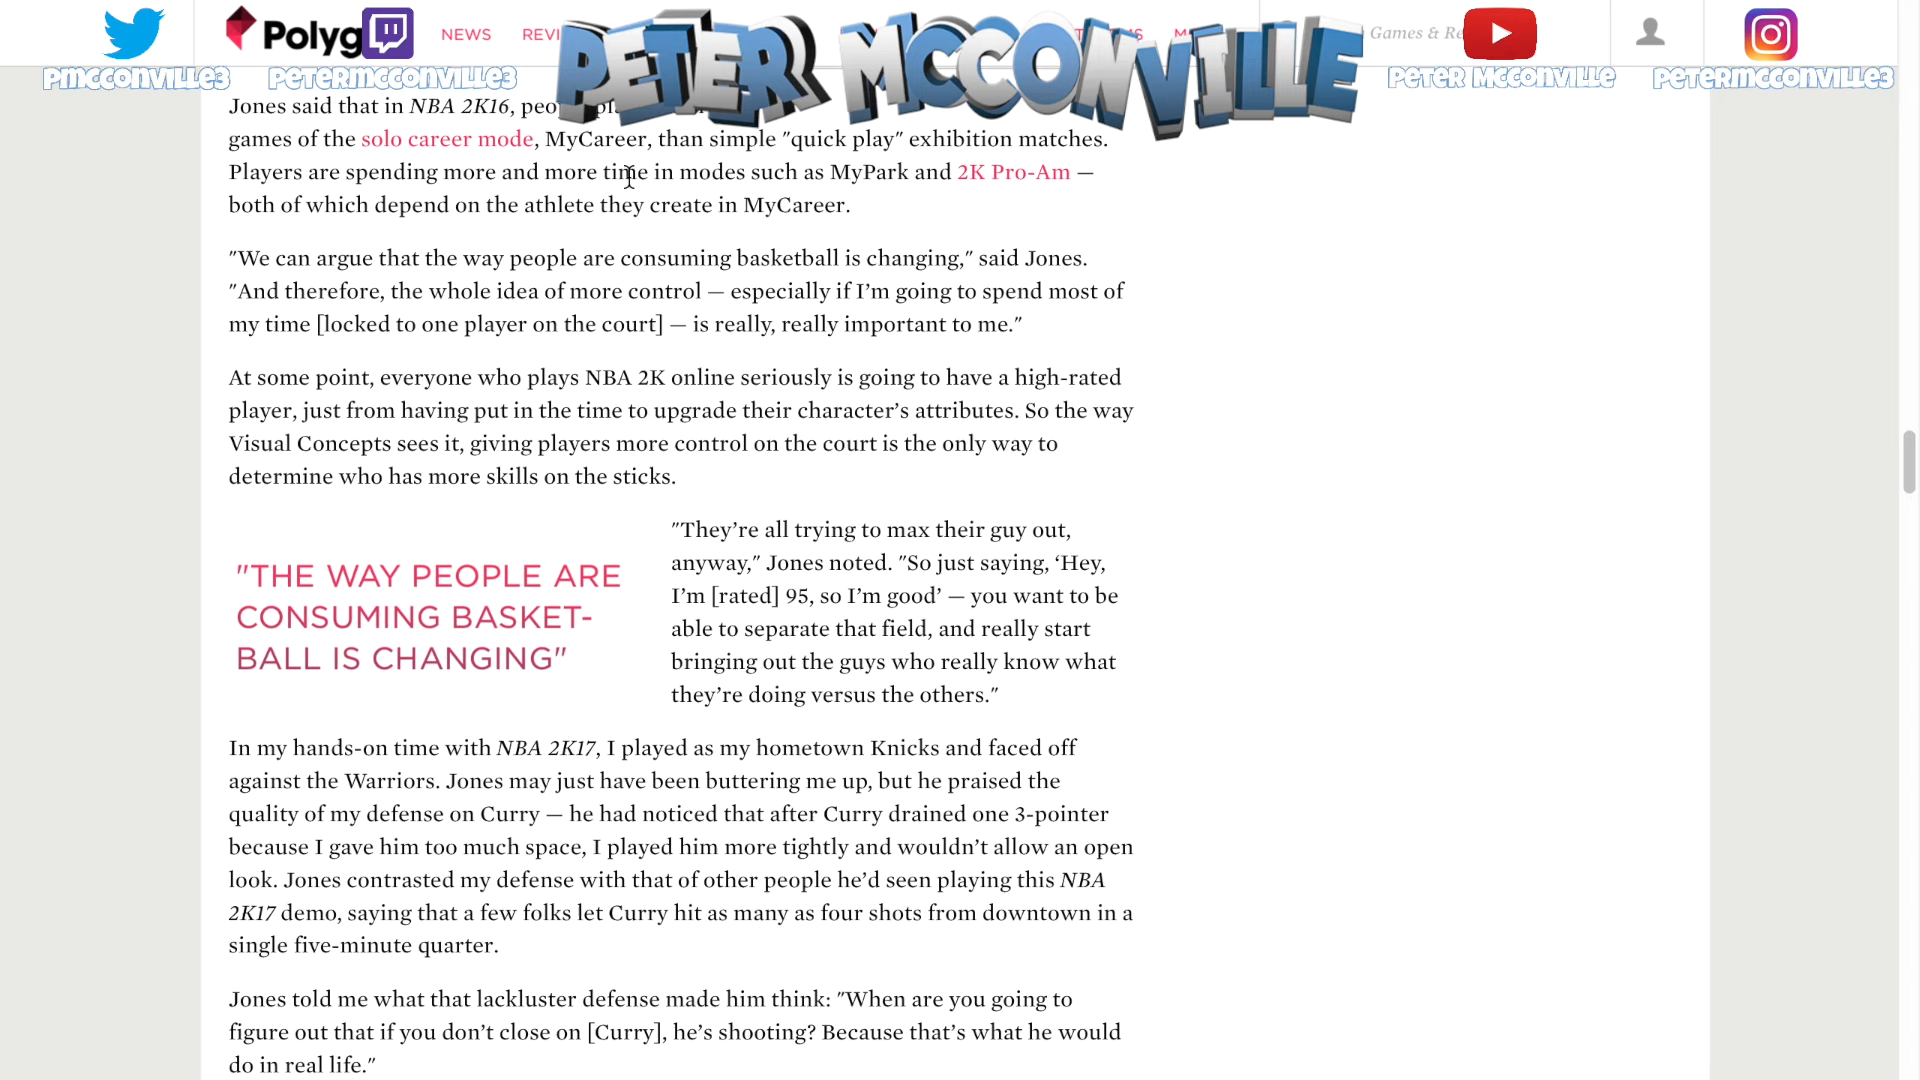 Polyg
NEWS
REVI
PETER MCCONVILLE
Games & Re
PMCCONVILLE3
PETERMCCONVILLE3
PETER MCCONVILLE
PETERMCCONVILLE3
Jones said that in NBA 2K16,
games of the solo career mode, MyCareer, than simple "quick play" exhibition matches.
Players are spending more and more time in modes such as MyPark and 2K Pro-Am —
both of which depend on the athlete they create in MyCareer.
"We can argue that the way people are consuming basketball is changing," said Jones.
"And therefore, the whole idea of more control — especially if I’m going to spend most of
my time [locked to one player on the court] — is really, really important to me."
At some point, everyone who plays NBA 2K online seriously is going to have a high-rated
player, just from having put in the time to upgrade their character’s attributes. So the way
Visual Concepts sees it, giving players more control on the court is the only way to
determine who has more skills on the sticks.
"THE WAY PEOPLE ARE
CONSUMING BASKET-
BALL IS CHANGING"
"They’re all trying to max their guy out,
anyway," Jones noted. "So just saying, ‘Hey,
I’m [rated] 95, so I’m good’ — you want to be
able to separate that field, and really start
bringing out the guys who really know what
they’re doing versus the others."
In my hands-on time with NBA 2K17, I played as my hometown Knicks and faced off
against the Warriors. Jones may just have been buttering me up, but he praised the
quality of my defense on Curry — he had noticed that after Curry drained one 3-pointer
because I gave him too much space, I played him more tightly and wouldn’t allow an open
look. Jones contrasted my defense with that of other people he’d seen playing this NBA
2K17 demo, saying that a few folks let Curry hit as many as four shots from downtown in a
single five-minute quarter.
Jones told me what that lackluster defense made him think: "When are you going to
figure out that if you don’t close on [Curry], he’s shooting? Because that’s what he would
do in real life."